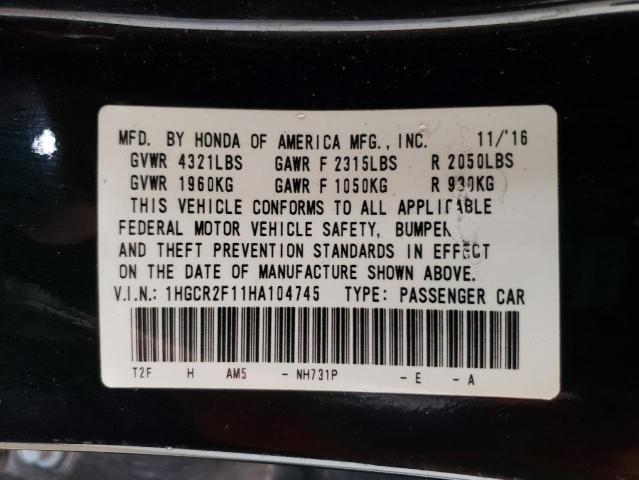 MFD. BY HONDA OF AMERICA MFG., INC. 11/'16
GVWR 4321LBS GAWR F 2315LBS R 2050LBS
GVWR 1960KG GAWR F 1050KG R 930KG
THIS VEHICLE CONFORMS TO ALL APPLICABLE
FEDERAL MOTOR VEHICLE SAFETY, BUMPER
AND THEFT PREVENTION STANDARDS IN EFFECT
ON THE DATE OF MANUFACTURE SHOWN ABOVE.
V.I.N.: 1HGCR2F11HA104745 TYPE: PASSENGER CAR
T2F H AM5 - NH731P - E - A